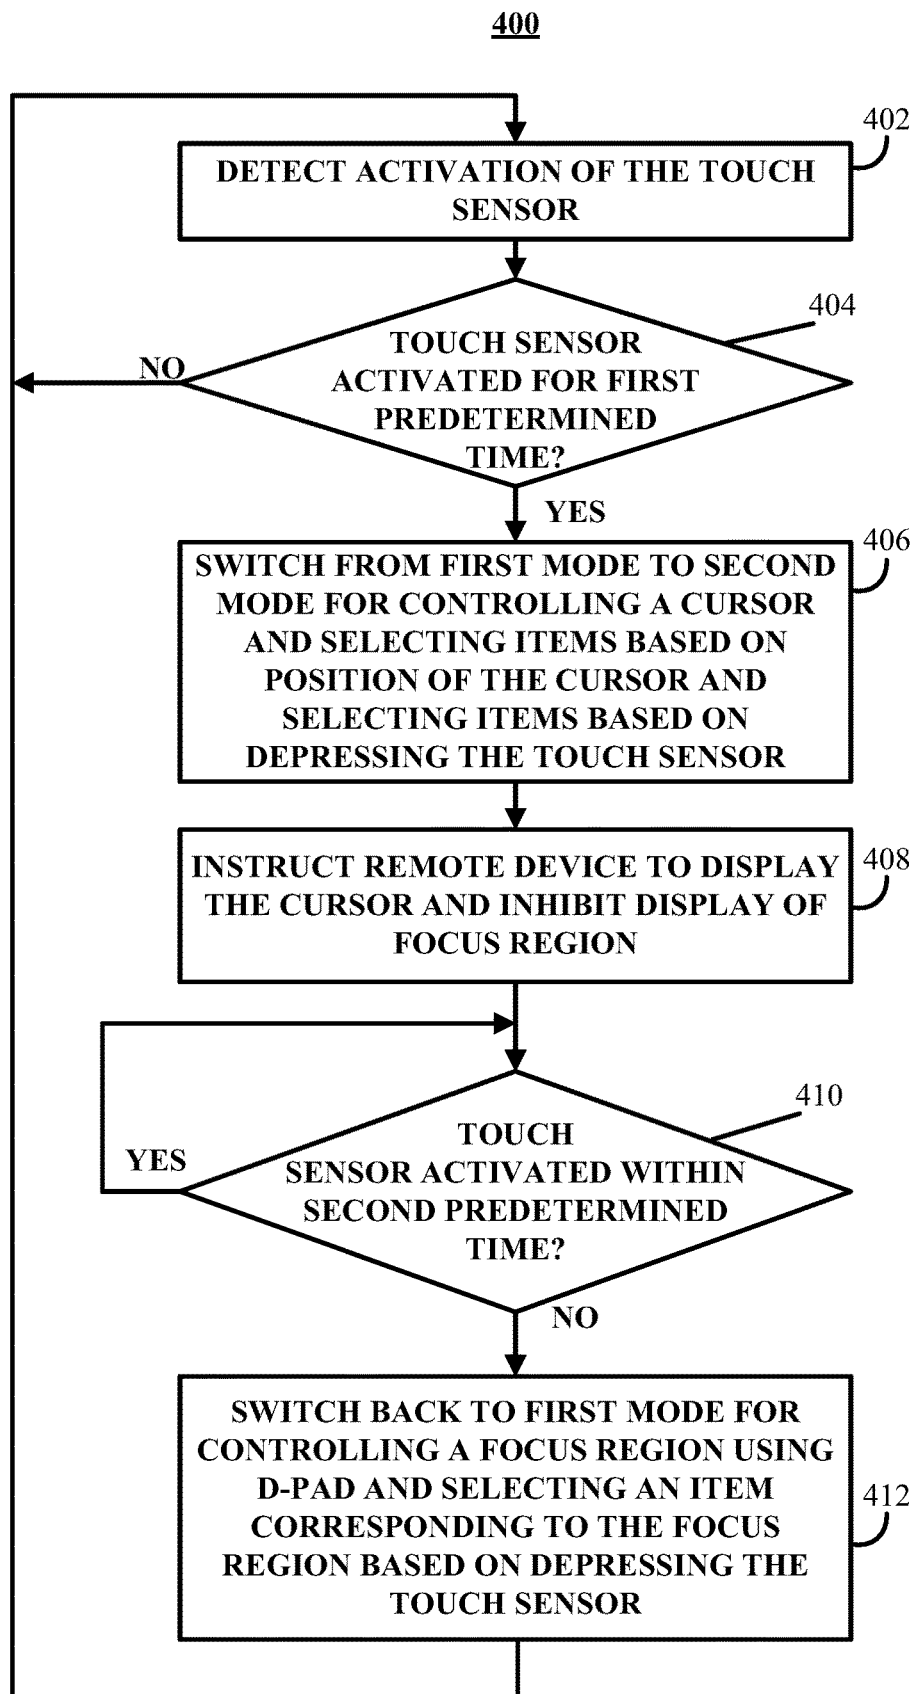 400
402
DETECT ACTIVATION OF THE TOUCH
SENSOR
404
TOUCH SENSOR
ACTIVATED FOR FIRST
PREDETERMINED
TIME?
NO
YES
406
SWITCH FROM FIRST MODE TO SECOND
MODE FOR CONTROLLING A CURSOR
AND SELECTING ITEMS BASED ON
POSITION OF THE CURSOR AND
SELECTING ITEMS BASED ON
DEPRESSING THE TOUCH SENSOR
408
INSTRUCT REMOTE DEVICE TO DISPLAY
THE CURSOR AND INHIBIT DISPLAY OF
FOCUS REGION
410
TOUCH
SENSOR ACTIVATED WITHIN
SECOND PREDETERMINED
TIME?
YES
NO
412
SWITCH BACK TO FIRST MODE FOR
CONTROLLING A FOCUS REGION USING
D-PAD AND SELECTING AN ITEM
CORRESPONDING TO THE FOCUS
REGION BASED ON DEPRESSING THE
TOUCH SENSOR